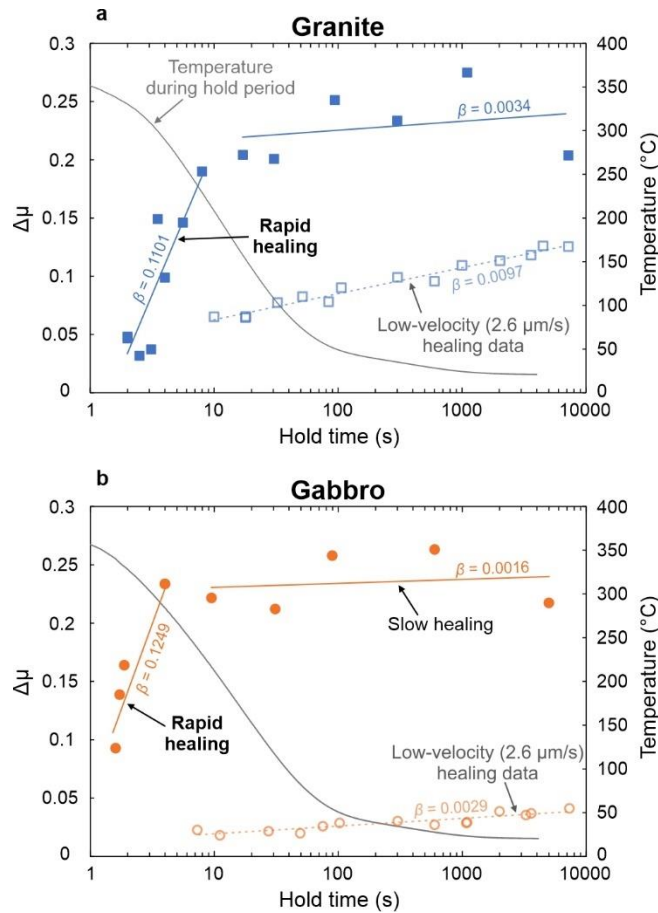 a
Granite
0.3
0.25
0.2
0.15
0.1
0.05
0
Δμ
400
350
300
250
200
150
100
50
0
Temperature (°C)
Temperature
during hold period
β = 0.0034
β = 0.1101
Rapid
healing
β = 0.0097
Low-velocity (2.6 μm/s)
healing data
1
10
100
1000
10000
Hold time (s)
b
Gabbro
0.3
0.25
0.2
0.15
0.1
0.05
0
Δμ
400
350
300
250
200
150
100
50
0
Temperature (°C)
β = 0.0016
Slow healing
β = 0.1249
Rapid
healing
Low-velocity (2.6 μm/s)
healing data
β = 0.0029
1
10
100
1000
10000
Hold time (s)